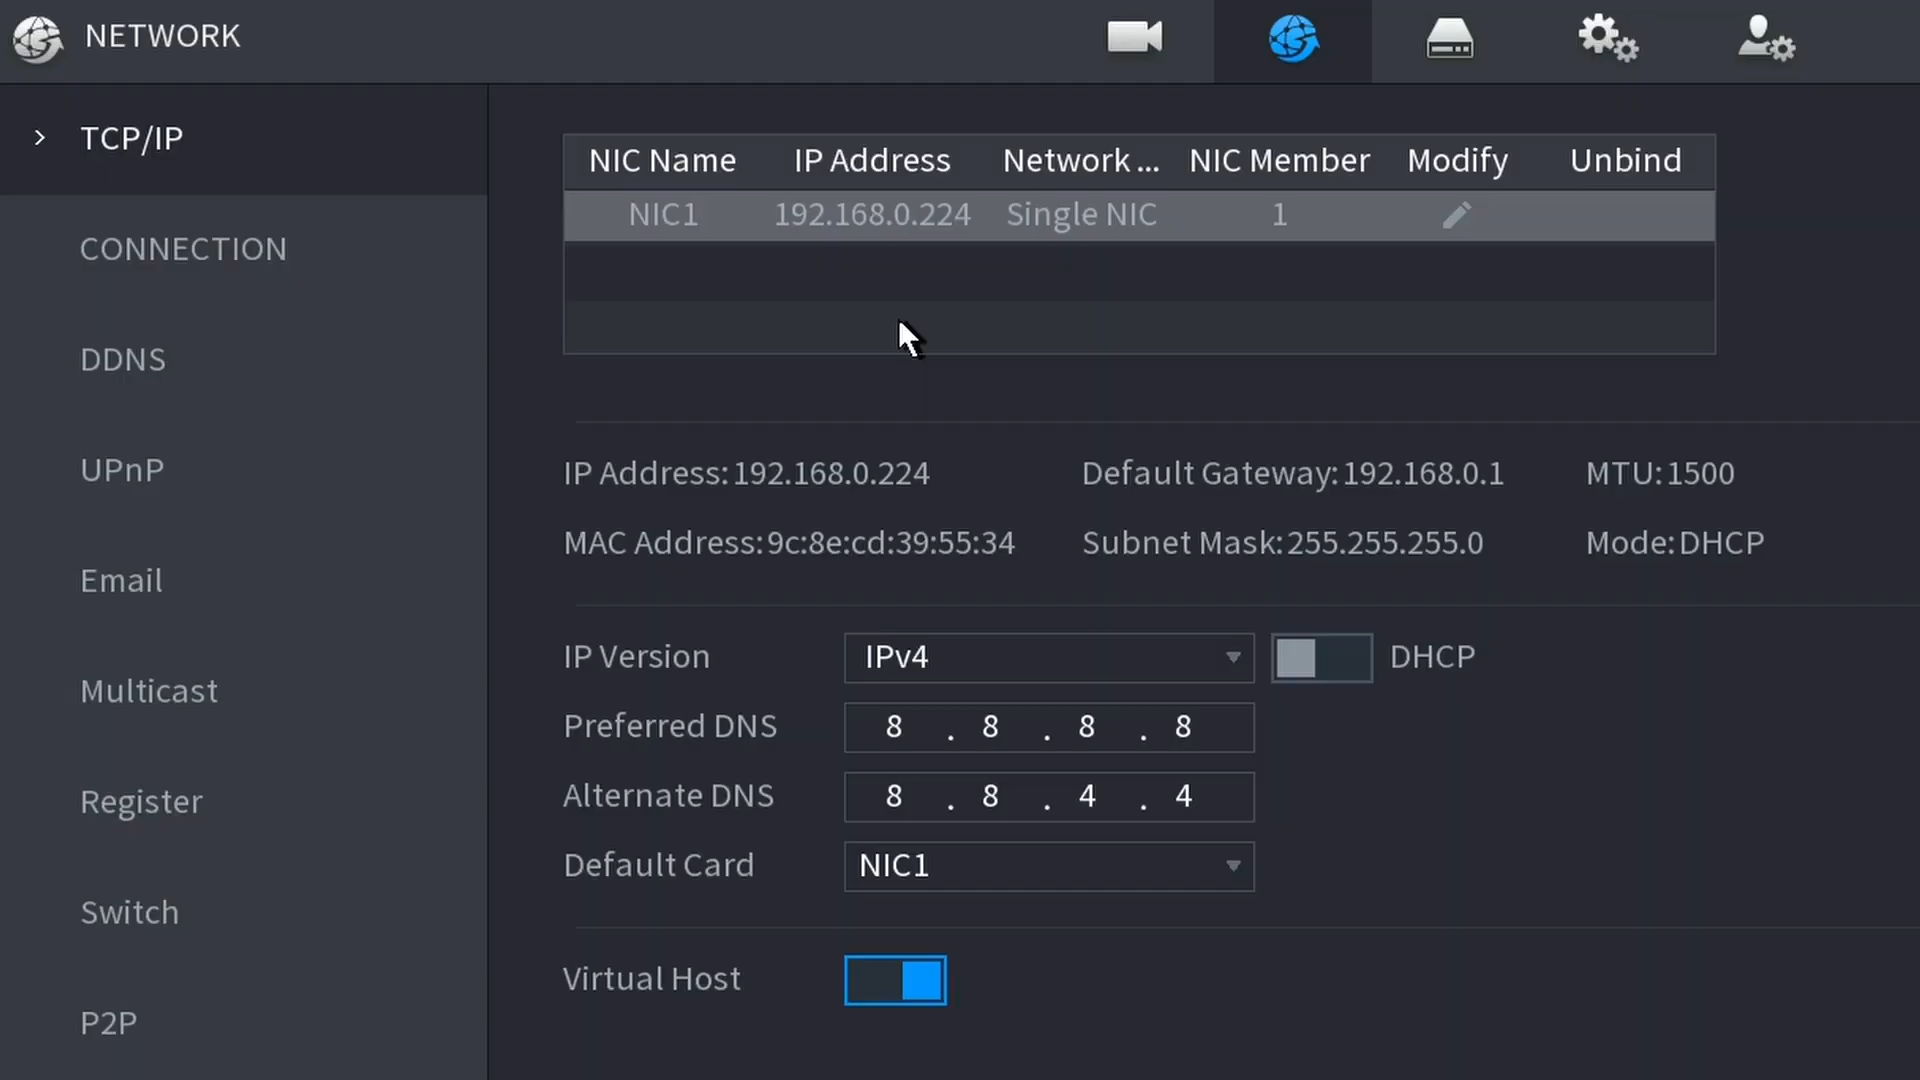 NETWORK
TCP/IP
CONNECTION
DDNS
UPnP
Email
Multicast
Register
Switch
P2P
NIC Name IP Address Network ... NIC Member Modify Unbind
NIC1 192.168.0.224 Single NIC 1
IP Address:192.168.0.224 Default Gateway:192.168.0.1 MTU:1500
MAC Address:9c:8e:cd:39:55:34 Subnet Mask:255.255.255.0 Mode:DHCP
IP Version IPv4 DHCP
Preferred DNS 8 . 8 . 8 . 8
Alternate DNS 8 . 8 . 4 . 4
Default Card NIC1
Virtual Host